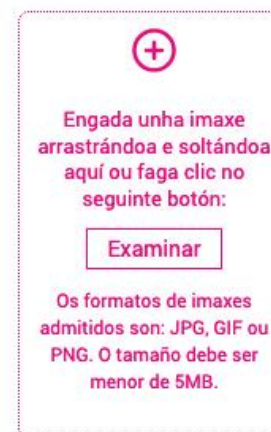 Engada unha imaxe
arrastrándoa e soltándoa
aquí ou faga clic no
seguinte botón:
Examinar
Os formatos de imaxes
admitidos son: JPG, GIF ou
PNG. O tamaño debe ser
menor de 5MB.